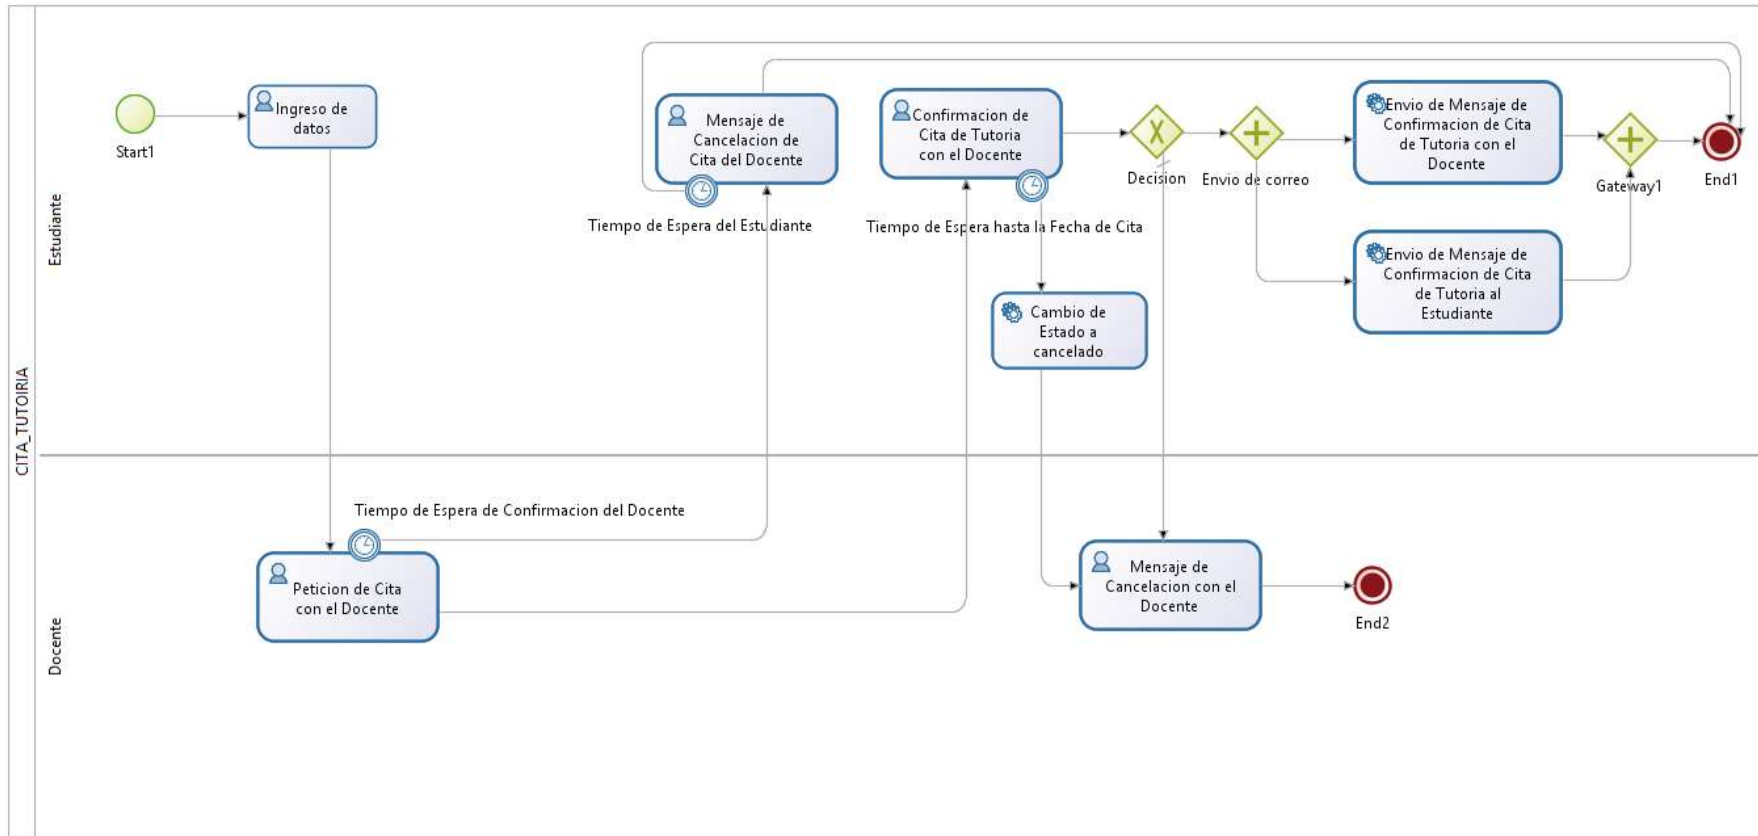 CITA_TUTOIRIA
Estudiante
Docente
Start1
Ingreso de
datos
Mensaje de
Cancelacion de
Cita del Docente
Tiempo de Espera del Estudiante
Confirmacion de
Cita de Tutoria
con el Docente
Tiempo de Espera hasta la Fecha de Cita
Decision
Envio de correo
Envio de Mensaje de
Confirmacion de Cita
de Tutoria con el
Docente
Gateway1
End1
Envio de Mensaje de
Confirmacion de Cita
de Tutoria al
Estudiante
Cambio de
Estado a
cancelado
Tiempo de Espera de Confirmacion del Docente
Peticion de Cita
con el Docente
Mensaje de
Cancelacion con el
Docente
End2